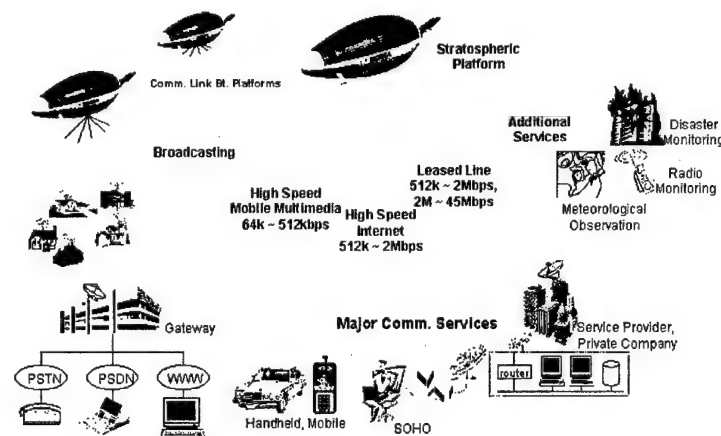 Stratospheric
Platform
Comm. Link Bt. Platforms
Additional
Services
Disaster
Monitoring
Broadcasting
Leased Line
512k ~ 2Mbps,
2M ~ 45Mbps
Radio
Monitoring
High Speed
Mobile Multimedia
64k ~ 512kbps
High Speed
Internet
512k ~ 2Mbps
Meteorological
Observation
Gateway
Major Comm. Services
Service Provider,
Private Company
PSTN
PSDN
WWW
router
Handheld, Mobile
SOHO